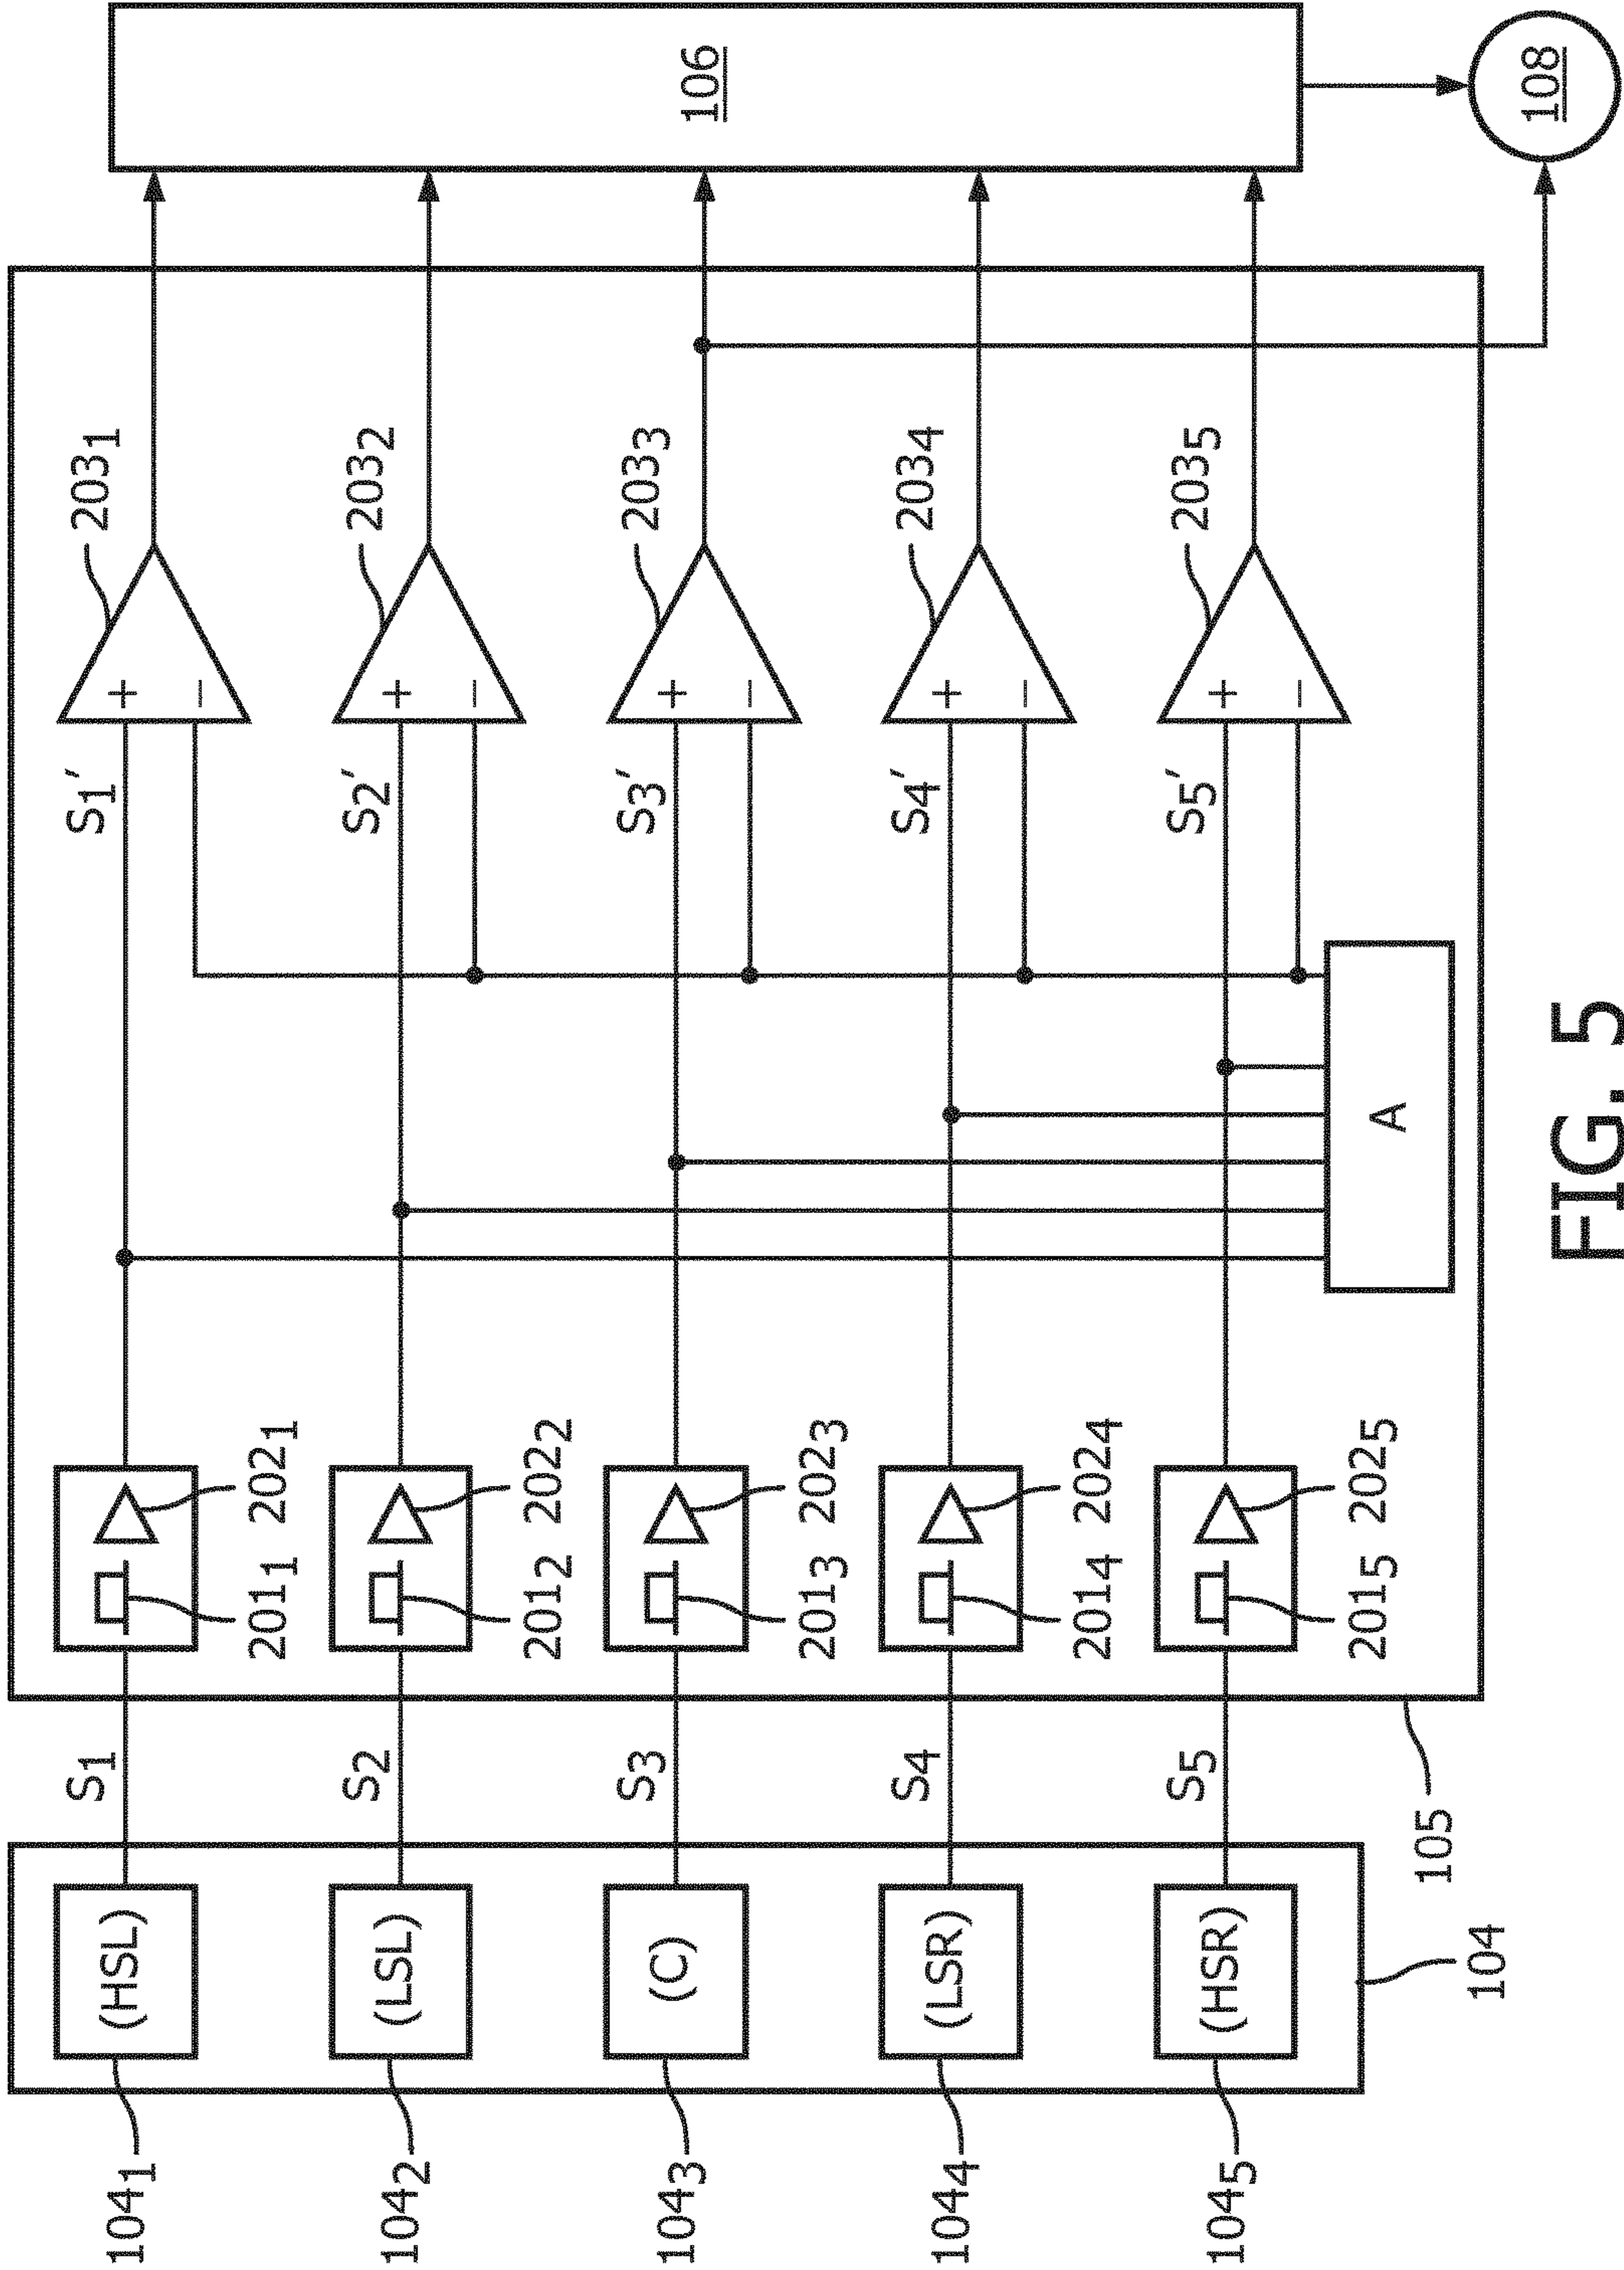 104₁ (HSL) S₁ 201₁ 202₁ S₁' + − 203₁
104₂ (LSL) S₂ 201₂ 202₂ S₂' + − 203₂
104₃ (C) S₃ 201₃ 202₃ S₃' + − 203₃ 106
104₄ (LSR) S₄ 201₄ 202₄ S₄' + − 203₄
104₅ (HSR) S₅ 201₅ 202₅ S₅' + − 203₅
A
104 105 108
FIG. 5